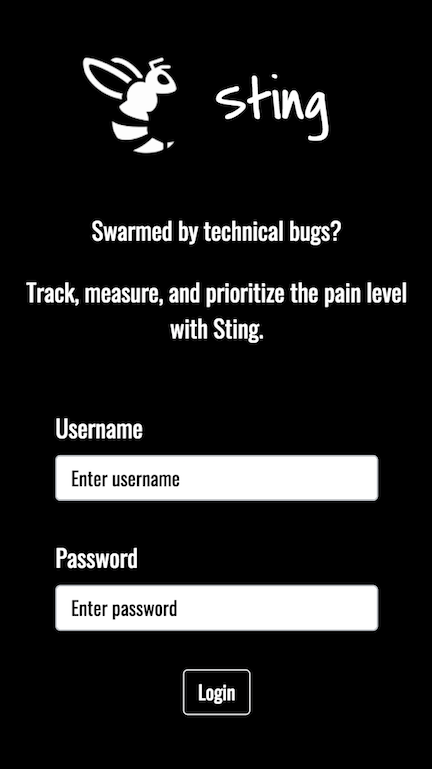 Sting
Swarmed by technical bugs?
Track, measure, and prioritize the pain level
with Sting.
Username
Enter username
Password
Enter password
Login